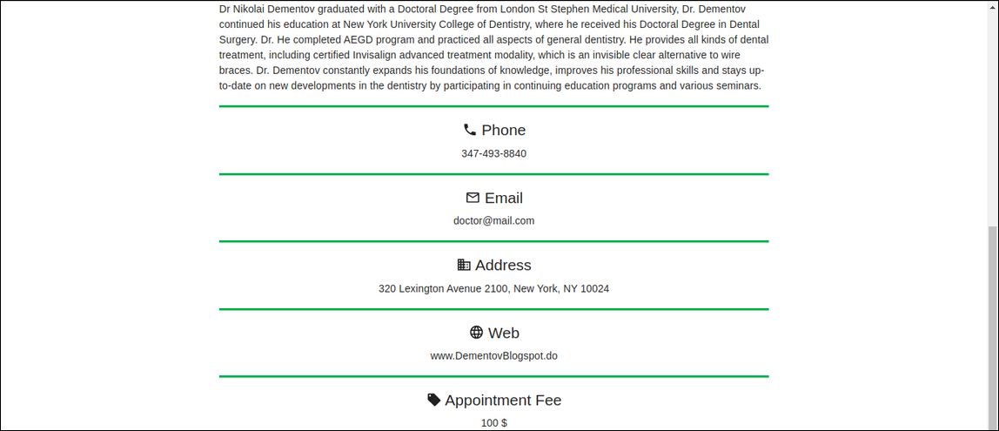 Dr Nikolai Dementov graduated with a Doctoral Degree from London St Stephen Medical University, Dr. Dementov
continued his education at New York University College of Dentistry, where he received his Doctoral Degree in Dental
Surgery. Dr. He completed AEGD program and practiced all aspects of general dentistry. He provides all kinds of dental
treatment, including certified Invisalign advanced treatment modality, which is an invisible clear alternative to wire
braces. Dr. Dementov constantly expands his foundations of knowledge, improves his professional skills and stays up-
to-date on new developments in the dentistry by participating in continuing education programs and various seminars.
Phone
347-493-8840
Email
doctor@mail.com
Address
320 Lexington Avenue 2100, New York, NY 10024
Web
www.DementovBlogspot.do
Appointment Fee
100 $